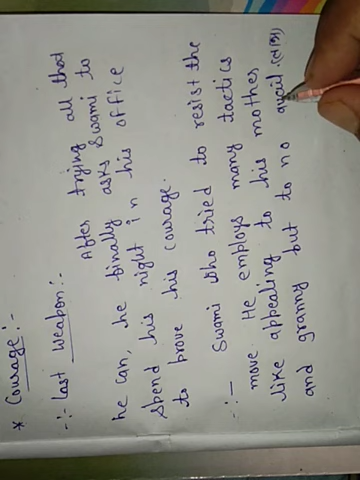 * Courage :-
-:- Last Weapon :-
After trying all that
he can, he binally asks Swami to
Spend his night in his office
to prove his courage.
-:- Swami who tried to resist the
move He employs many tactics
like appealing to his mother
and granny but to no avail